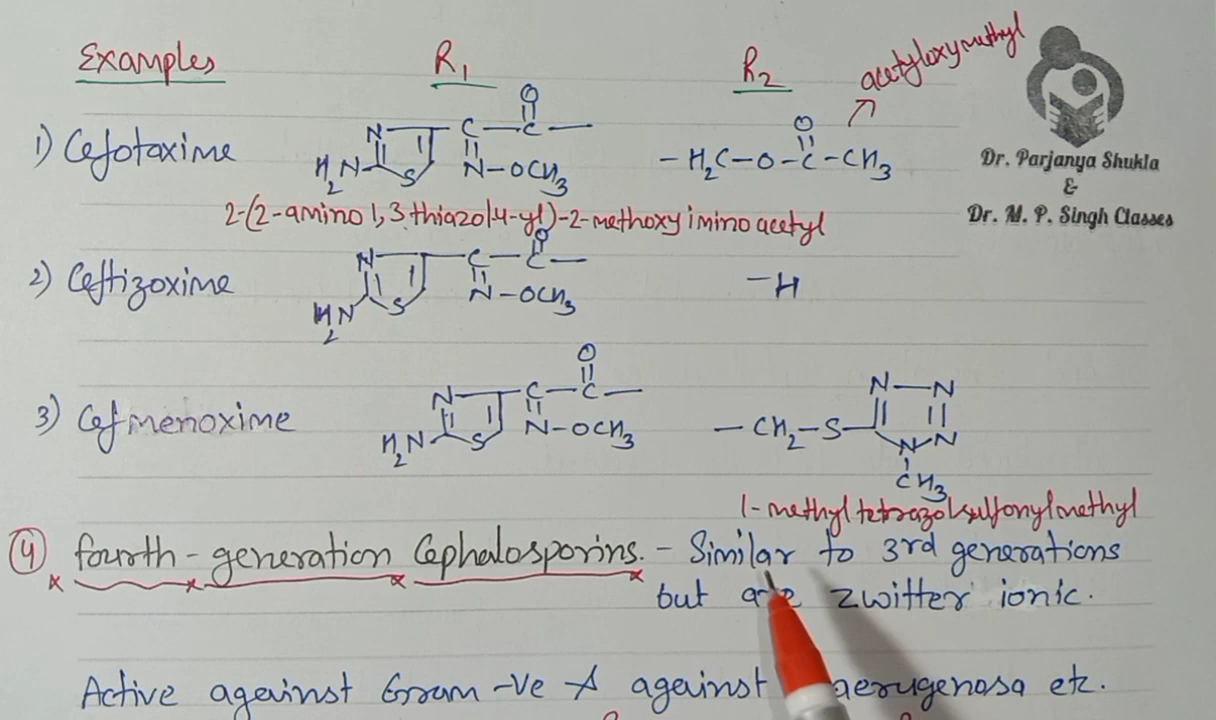 Examples R1 R2 acetyloxymethyl
1) Cefotaxime
N C O C H2N S N-OCH3
-H2C-O-C-CH3 O
2-(2-amino 1,3 thiazol 4-yl)-2-methoxy imino acetyl
Dr. Parjanya Shukla
&
Dr. M. P. Singh Classes
2) Ceftizoxime
N C O C H2N S N-OCH3
-H
3) Cefmenoxime
N C O C H2N S N-OCH3
-CH2-S N-N N N CH3
1-methyl tetrazol sulfonyl methyl
4) fourth-generation Cephalosporins. - Similar to 3rd generations
but are zwitter ionic.
Active against Gram -ve & against aerugenosa etc.